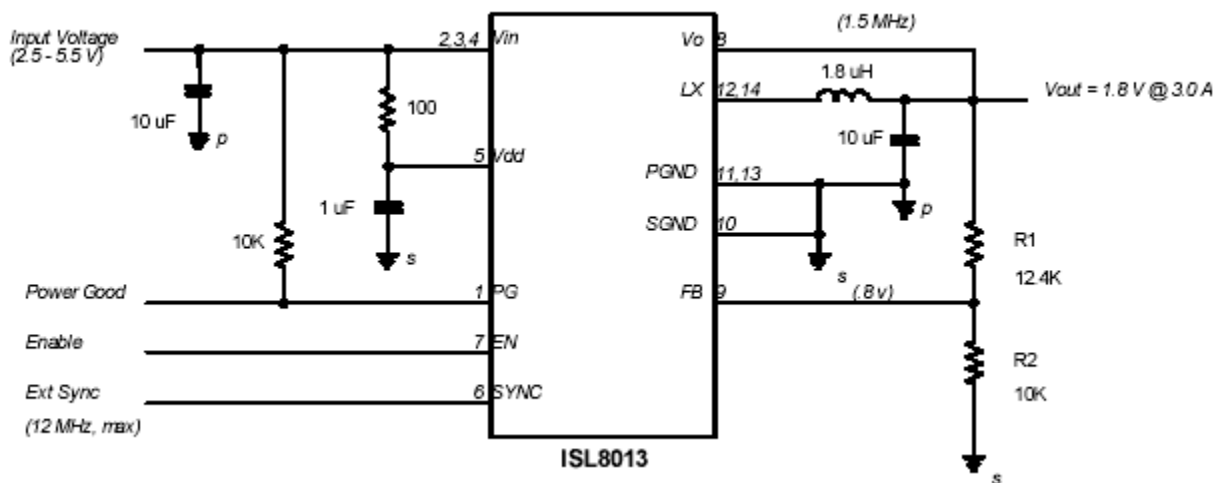 Input Voltage
(2.5 - 5.5 V)
10 uF
p
100
1 uF
s
10K
Power Good
Enable
Ext Sync
(12 MHz, max)
2,3,4 Vin
5 Vdd
1 PG
7 EN
6 SYNC
ISL8013
Vo 8
LX 12,14
PGND 11,13
SGND 10
FB 9
(1.5 MHz)
1.8 uH
Vout = 1.8 V @ 3.0 A
10 uF
p
s
(.8 v)
R1
12.4K
R2
10K
s